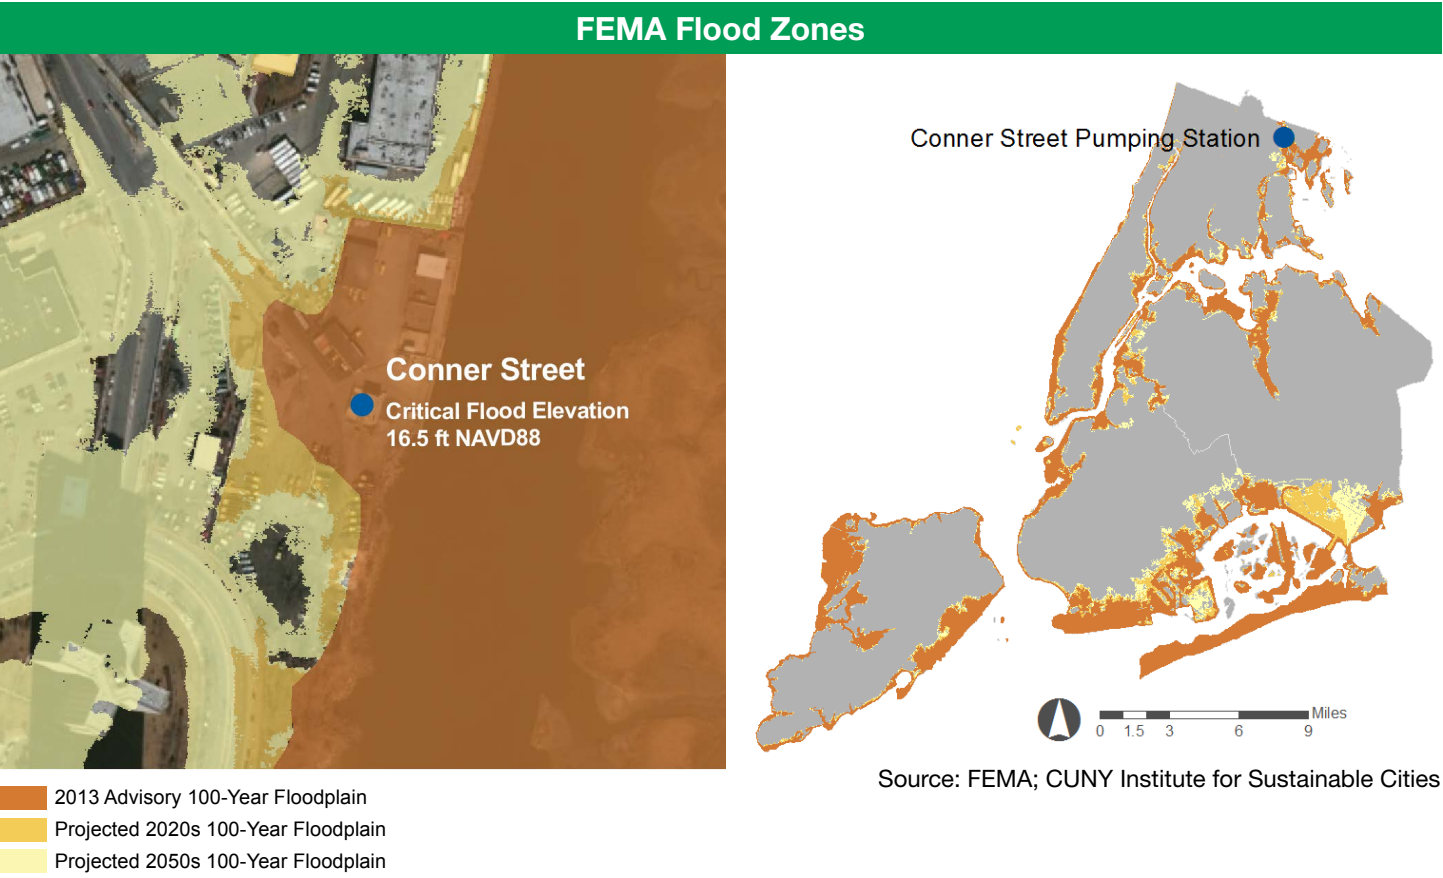 FEMA Flood Zones
Conner Street
Critical Flood Elevation
16.5 ft NAVD88
Conner Street Pumping Station
Miles
0 1.5 3 6 9
Source: FEMA; CUNY Institute for Sustainable Cities
2013 Advisory 100-Year Floodplain
Projected 2020s 100-Year Floodplain
Projected 2050s 100-Year Floodplain